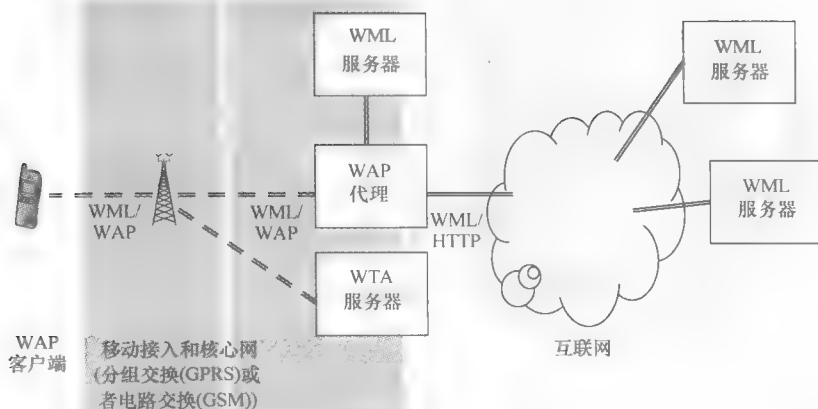 WML
服务器
WML
服务器
WAP
代理
WML/
WAP
WML/
WAP
WML/
HTTP
WML
服务器
WTA
服务器
WAP
客户端
移动接入和核心网
(分组交换(GPRS)或
者电路交换(GSM))
互联网